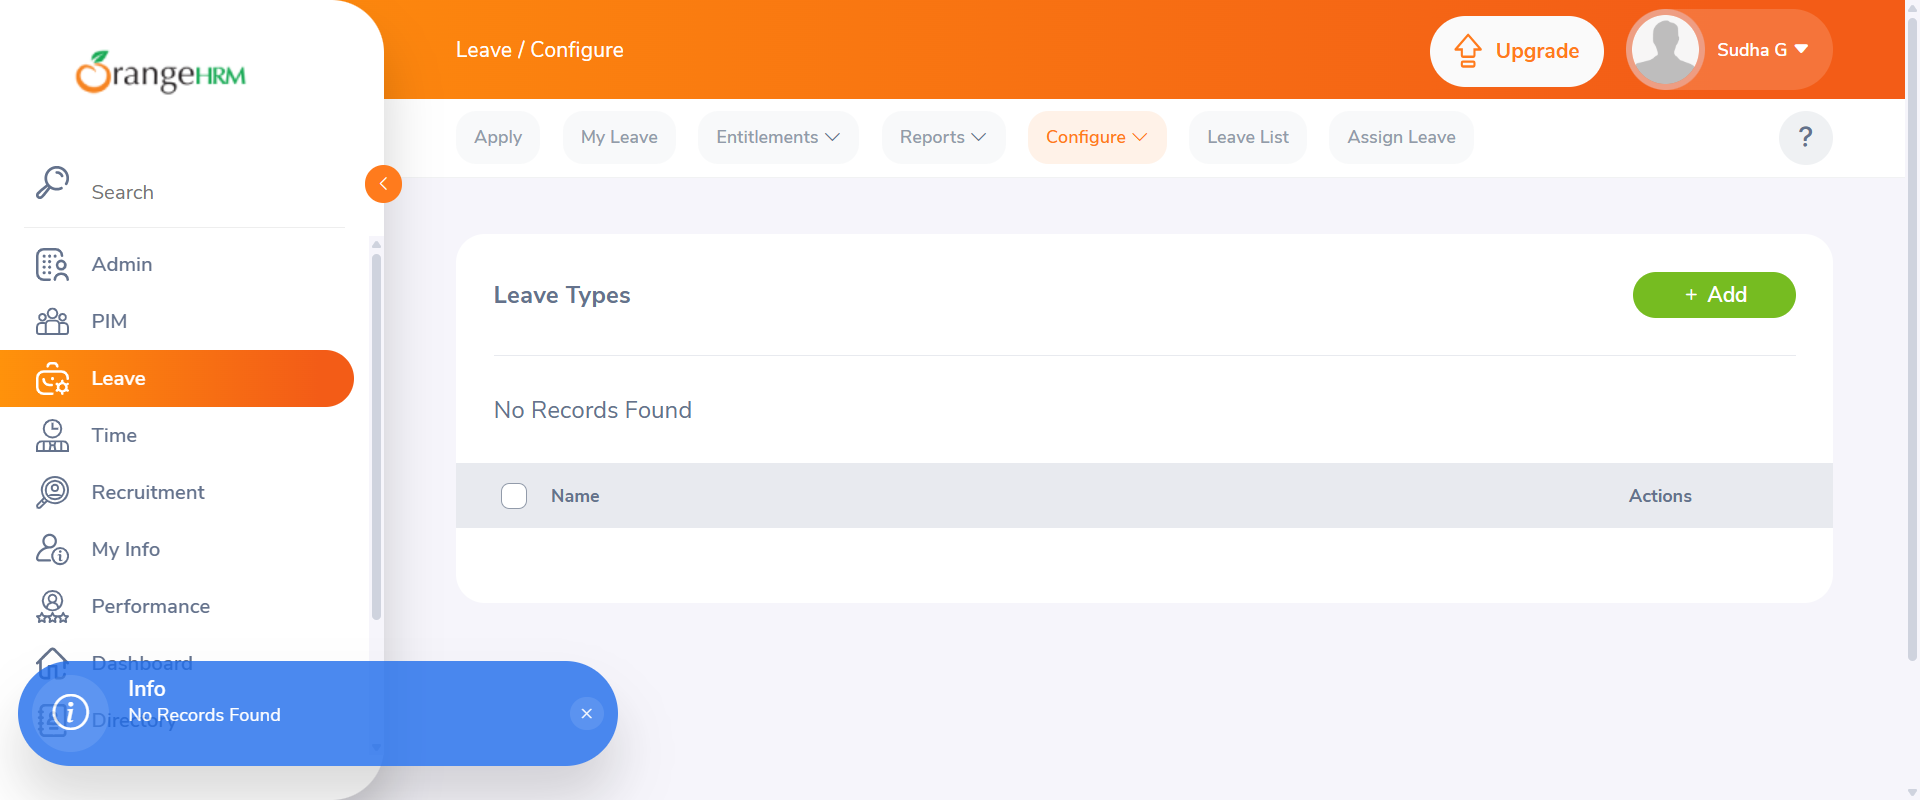 OrangeHRM
Leave / Configure
Upgrade
Sudha G
Apply
My Leave
Entitlements
Reports
Configure
Leave List
Assign Leave
?
Search
Admin
PIM
Leave
Time
Recruitment
My Info
Performance
Dashboard
Directory
Leave Types
+ Add
No Records Found
Name
Actions
Info
No Records Found